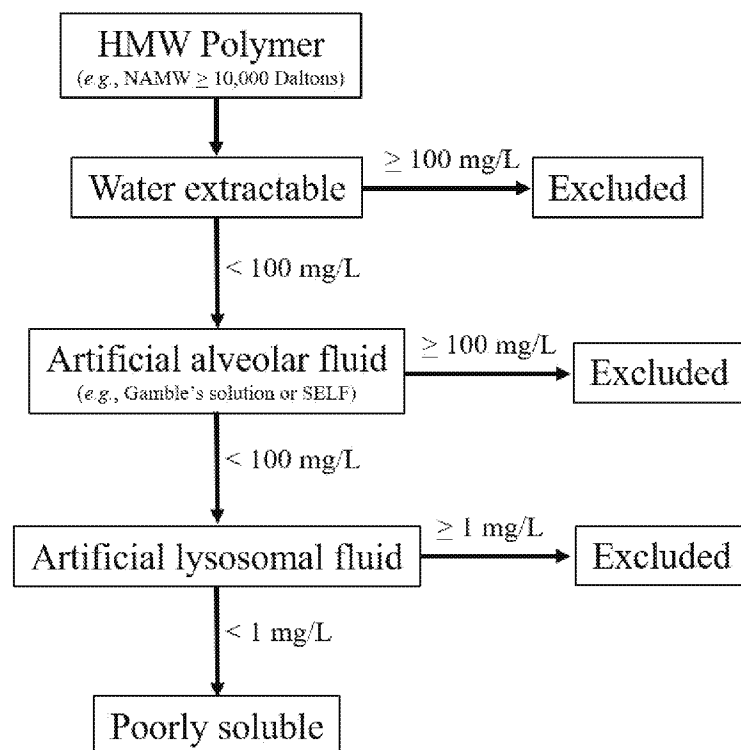 HMW Polymer
(e.g., NAMW ≥ 10,000 Daltons)
≥ 100 mg/L
Water extractable
Excluded
< 100 mg/L
≥ 100 mg/L
Artificial alveolar fluid
(e.g., Gamble's solution or SELF)
Excluded
< 100 mg/L
≥ 1 mg/L
Artificial lysosomal fluid
Excluded
< 1 mg/L
Poorly soluble